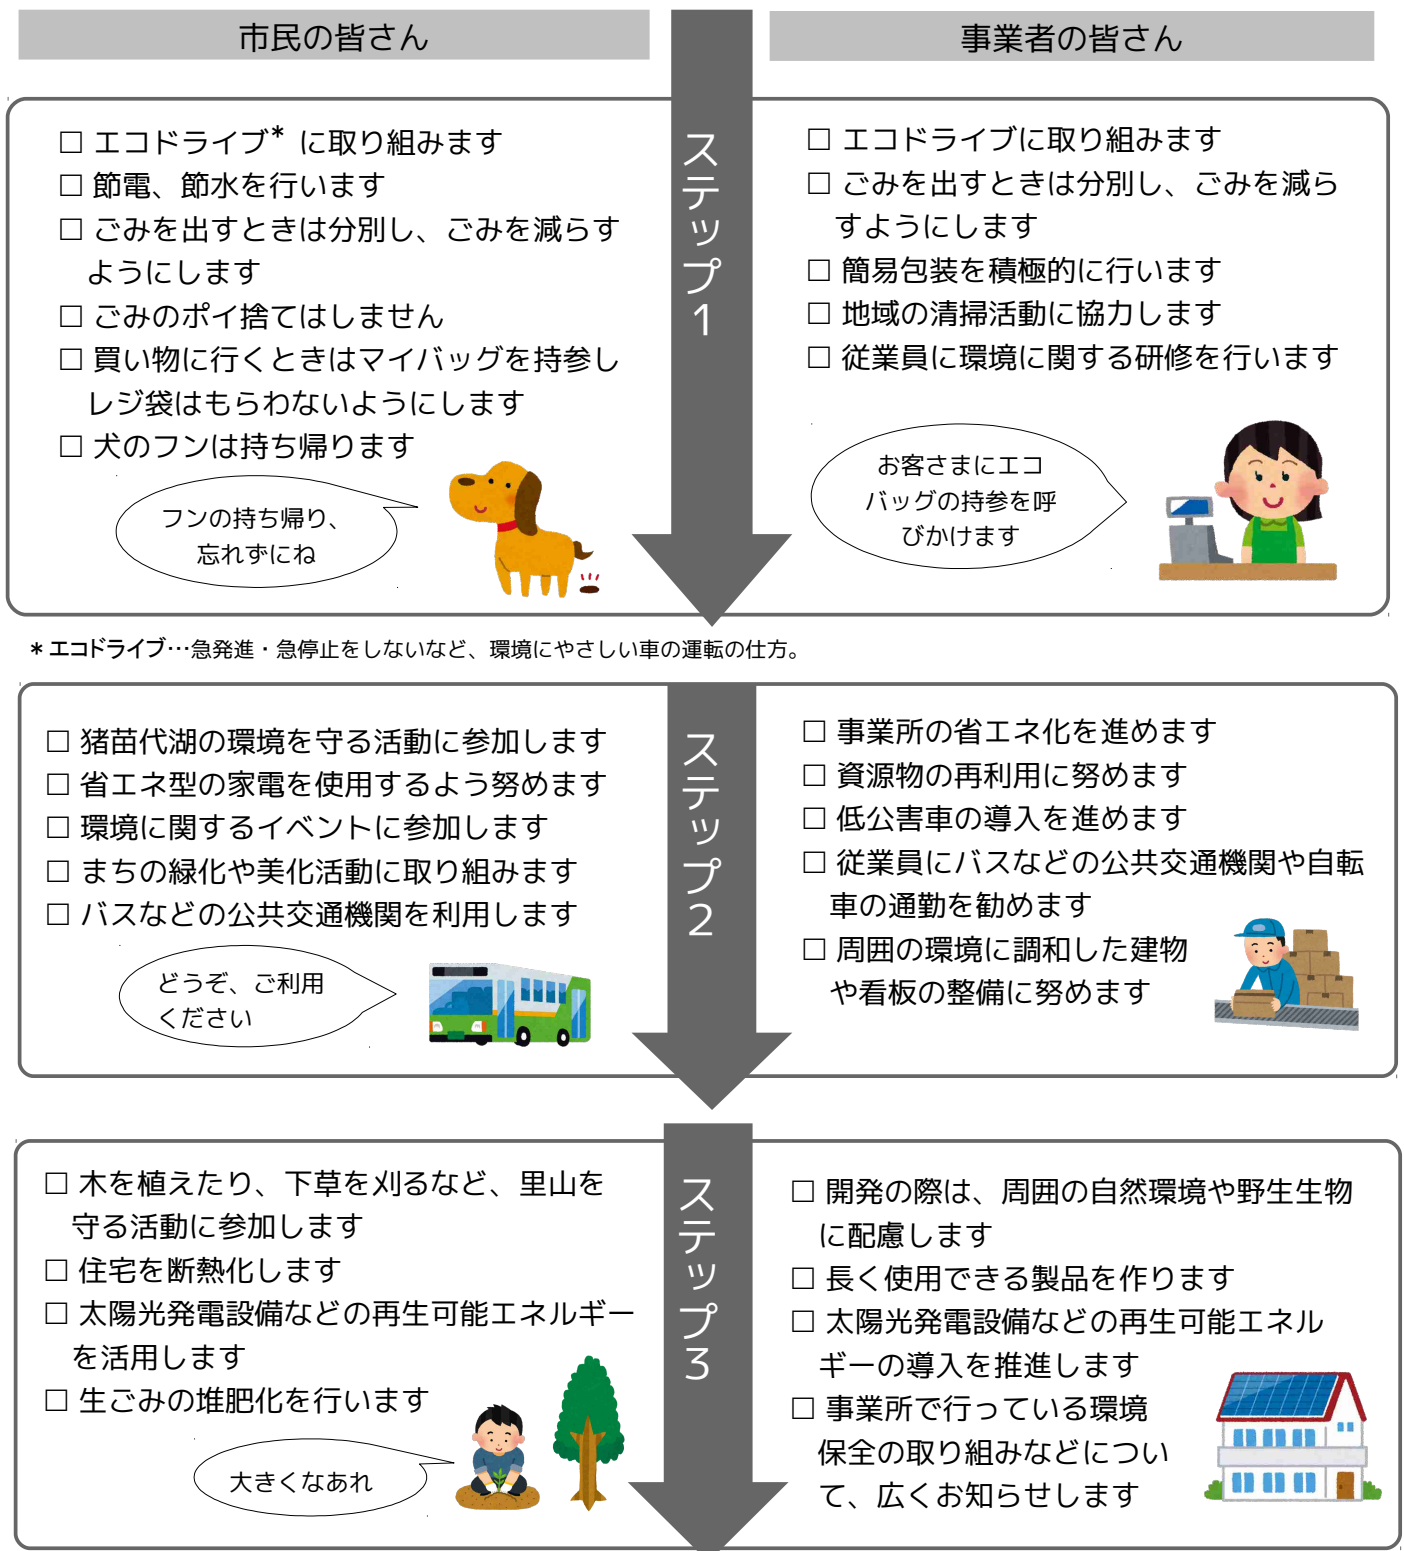 市民の皆さん
事業者の皆さん
ステップ1
□ エコドライブ* に取り組みます
□ 節電、節水を行います
□ ごみを出すときは分別し、ごみを減らす
ようにします
□ ごみのポイ捨てはしません
□ 買い物に行くときはマイバッグを持参し
レジ袋はもらわないようにします
□ 犬のフンは持ち帰ります
フンの持ち帰り、
忘れずにね
□ エコドライブに取り組みます
□ ごみを出すときは分別し、ごみを減ら
すようにします
□ 簡易包装を積極的に行います
□ 地域の清掃活動に協力します
□ 従業員に環境に関する研修を行います
お客さまにエコ
バッグの持参を呼
びかけます
* エコドライブ…急発進・急停止をしないなど、環境にやさしい車の運転の仕方。
ステップ2
□ 猪苗代湖の環境を守る活動に参加します
□ 省エネ型の家電を使用するよう努めます
□ 環境に関するイベントに参加します
□ まちの緑化や美化活動に取り組みます
□ バスなどの公共交通機関を利用します
どうぞ、ご利用
ください
□ 事業所の省エネ化を進めます
□ 資源物の再利用に努めます
□ 低公害車の導入を進めます
□ 従業員にバスなどの公共交通機関や自転
車の通勤を勧めます
□ 周囲の環境に調和した建物
や看板の整備に努めます
ステップ3
□ 木を植えたり、下草を刈るなど、里山を
守る活動に参加します
□ 住宅を断熱化します
□ 太陽光発電設備などの再生可能エネルギー
を活用します
□ 生ごみの堆肥化を行います
大きくなあれ
□ 開発の際は、周囲の自然環境や野生生物
に配慮します
□ 長く使用できる製品を作ります
□ 太陽光発電設備などの再生可能エネル
ギーの導入を推進します
□ 事業所で行っている環境
保全の取り組みなどについ
て、広くお知らせします